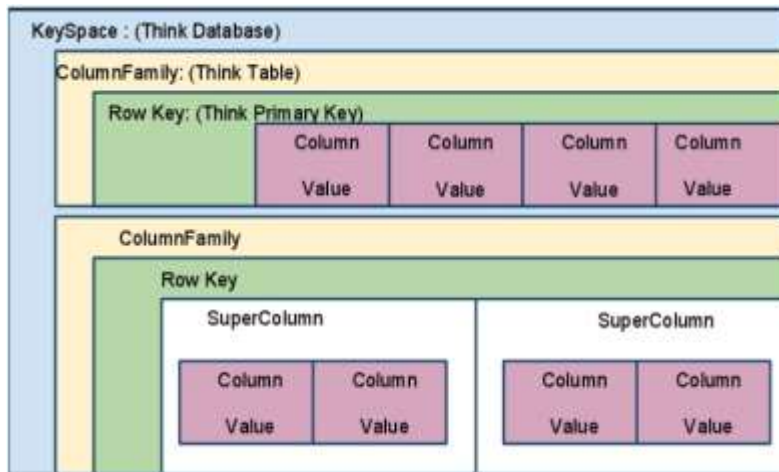 KeySpace : (Think Database)
ColumnFamily: (Think Table)
Row Key: (Think Primary Key)
Column Column Column Column
Value Value Value Value
ColumnFamily
Row Key
SuperColumn SuperColumn
Column Column Column Column
Value Value Value Value